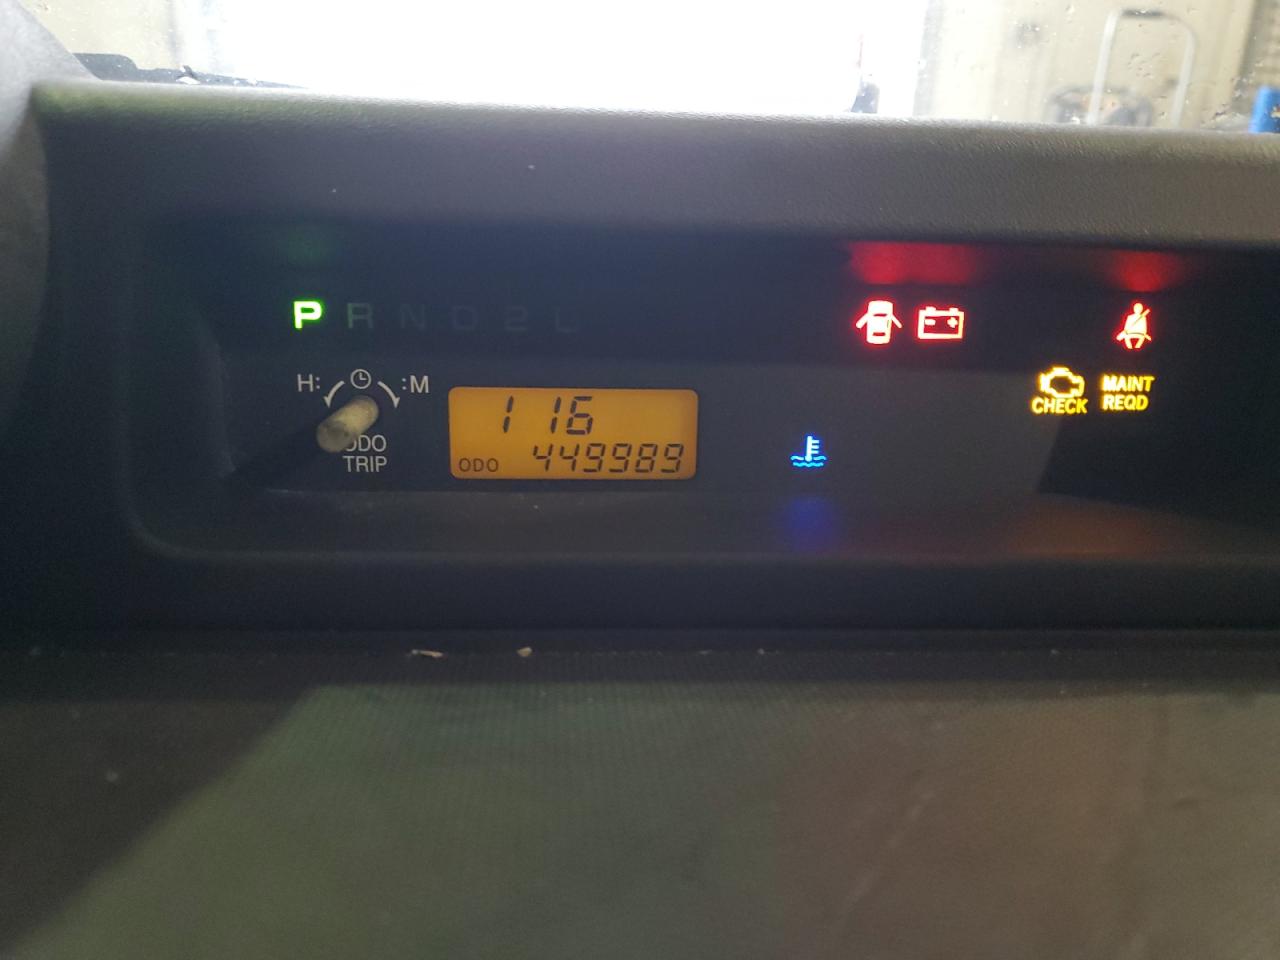 P R N D 2 L
H: :M
ODO
TRIP
1 16
ODO 449989
CHECK
MAINT
REQD